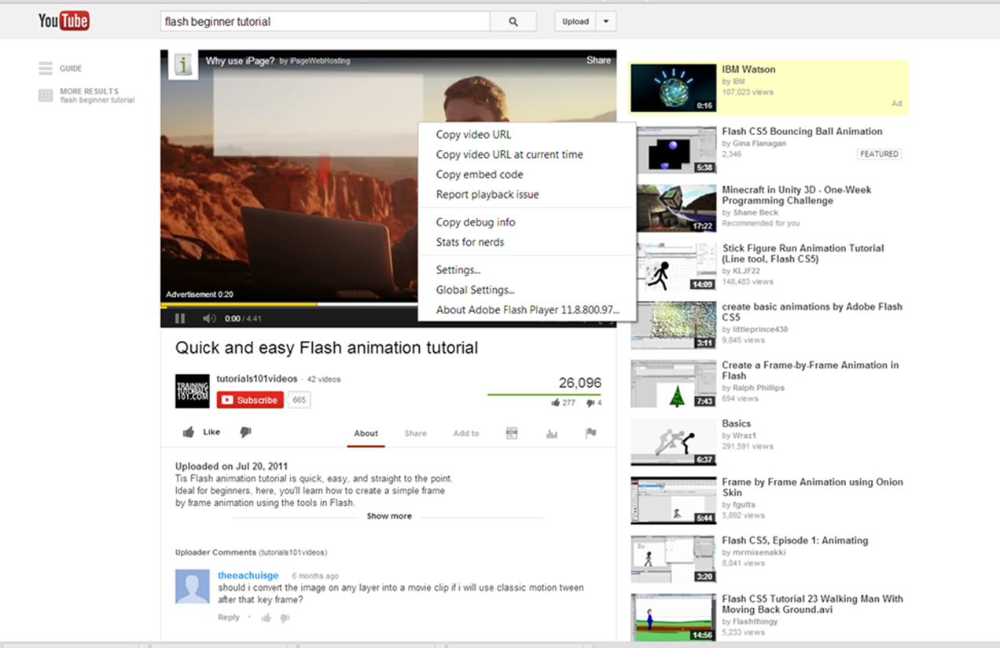 YouTube
flash beginner tutorial
Upload
GUIDE
MORE RESULTS
flash beginner tutorial
Why use iPage? by iPageWebHosting
Share
Copy video URL
Copy video URL at current time
Copy embed code
Report playback issue
Copy debug info
Stats for nerds
Settings...
Global Settings...
About Adobe Flash Player 11.8.800.97...
Advertisement 0:20
0:00 / 4:41
Quick and easy Flash animation tutorial
TRAINING
TUTORIALS
101.COM
tutorials101videos · 42 videos
Subscribe 665
26,096
277 4
Like
About
Share
Add to
Uploaded on Jul 20, 2011
Tis Flash animation tutorial is quick, easy, and straight to the point.
Ideal for beginners, here, you'll learn how to create a simple frame
by frame animation using the tools in Flash.
Show more
Uploader Comments (tutorials101videos)
theeachuisge 6 months ago
should i convert the image on any layer into a movie clip if i will use classic motion tween
after that key frame?
Reply ·
IBM Watson
by IBM
107,023 views
Ad
0:16
Flash CS5 Bouncing Ball Animation
by Gina Flanagan
2,346
FEATURED
5:38
Minecraft in Unity 3D - One-Week
Programming Challenge
by Shane Beck
Recommended for you
17:22
Stick Figure Run Animation Tutorial
(Line tool, Flash CS5)
by KLJF22
148,483 views
14:09
create basic animations by Adobe Flash
CS5
by littleprince430
9,845 views
3:11
Create a Frame-by-Frame Animation in
Flash
by Ralph Phillips
694 views
7:43
Basics
by Wraz1
291,591 views
6:37
Frame by Frame Animation using Onion
Skin
by fgults
5,892 views
5:44
Flash CS5, Episode 1: Animating
by mrmisenakki
8,841 views
3:20
Flash CS5 Tutorial 23 Walking Man With
Moving Back Ground.avi
by Flashthingy
5,233 views
14:56